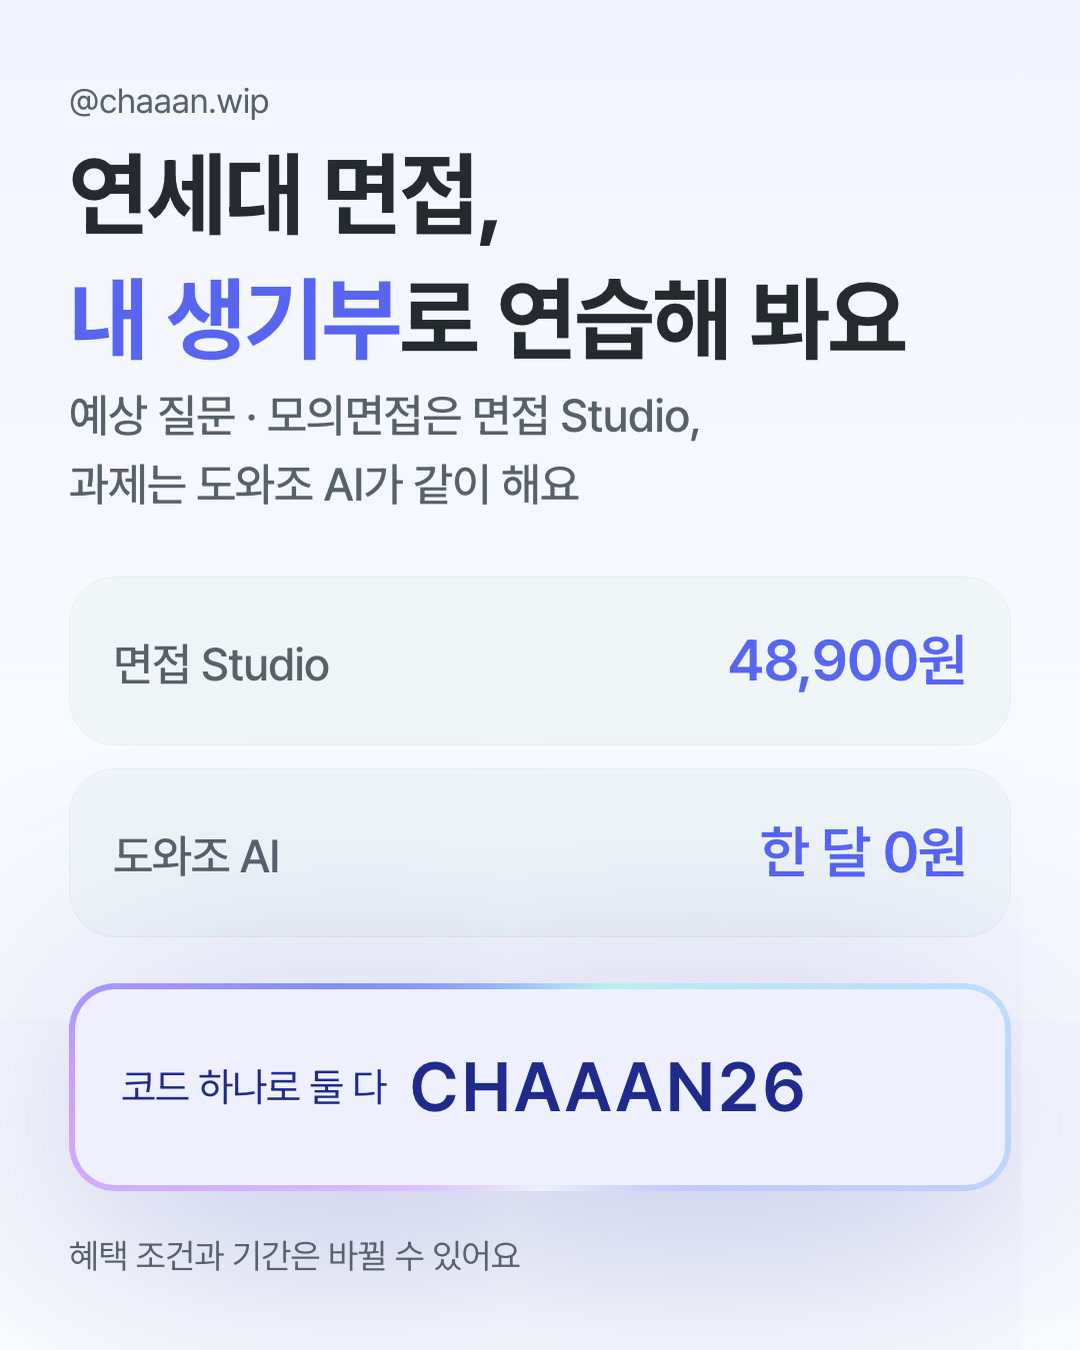 @chaaan.wip
연세대 면접,
내 생기부로 연습해 봐요
예상 질문 · 모의면접은 면접 Studio,
과제는 도와조 AI가 같이 해요
면접 Studio 48,900원
도와조 AI 한 달 0원
코드 하나로 둘 다 CHAAAN26
혜택 조건과 기간은 바뀔 수 있어요